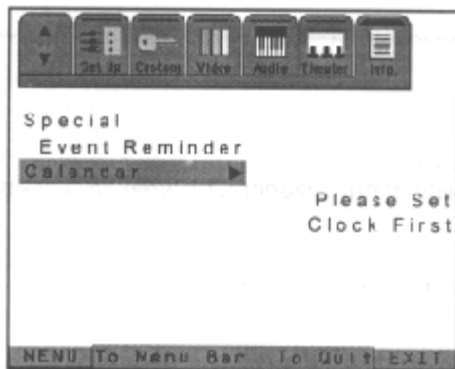 Set Up Custom Video Audio Theater Info.
Special
Event Reminder
Calandar
Please Set
Clock First
MENU To Menu Bar To Quit EXIT